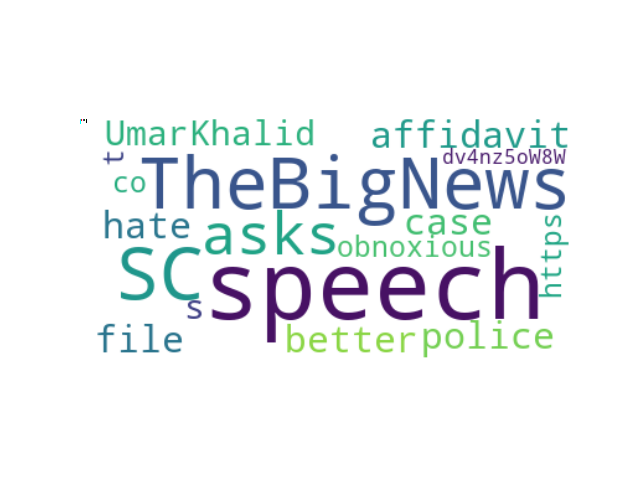 UmarKhalid affidavit
t dv4nz5oW8W
co TheBigNews
hate asks case https
obnoxious
SC speech
s
file better police